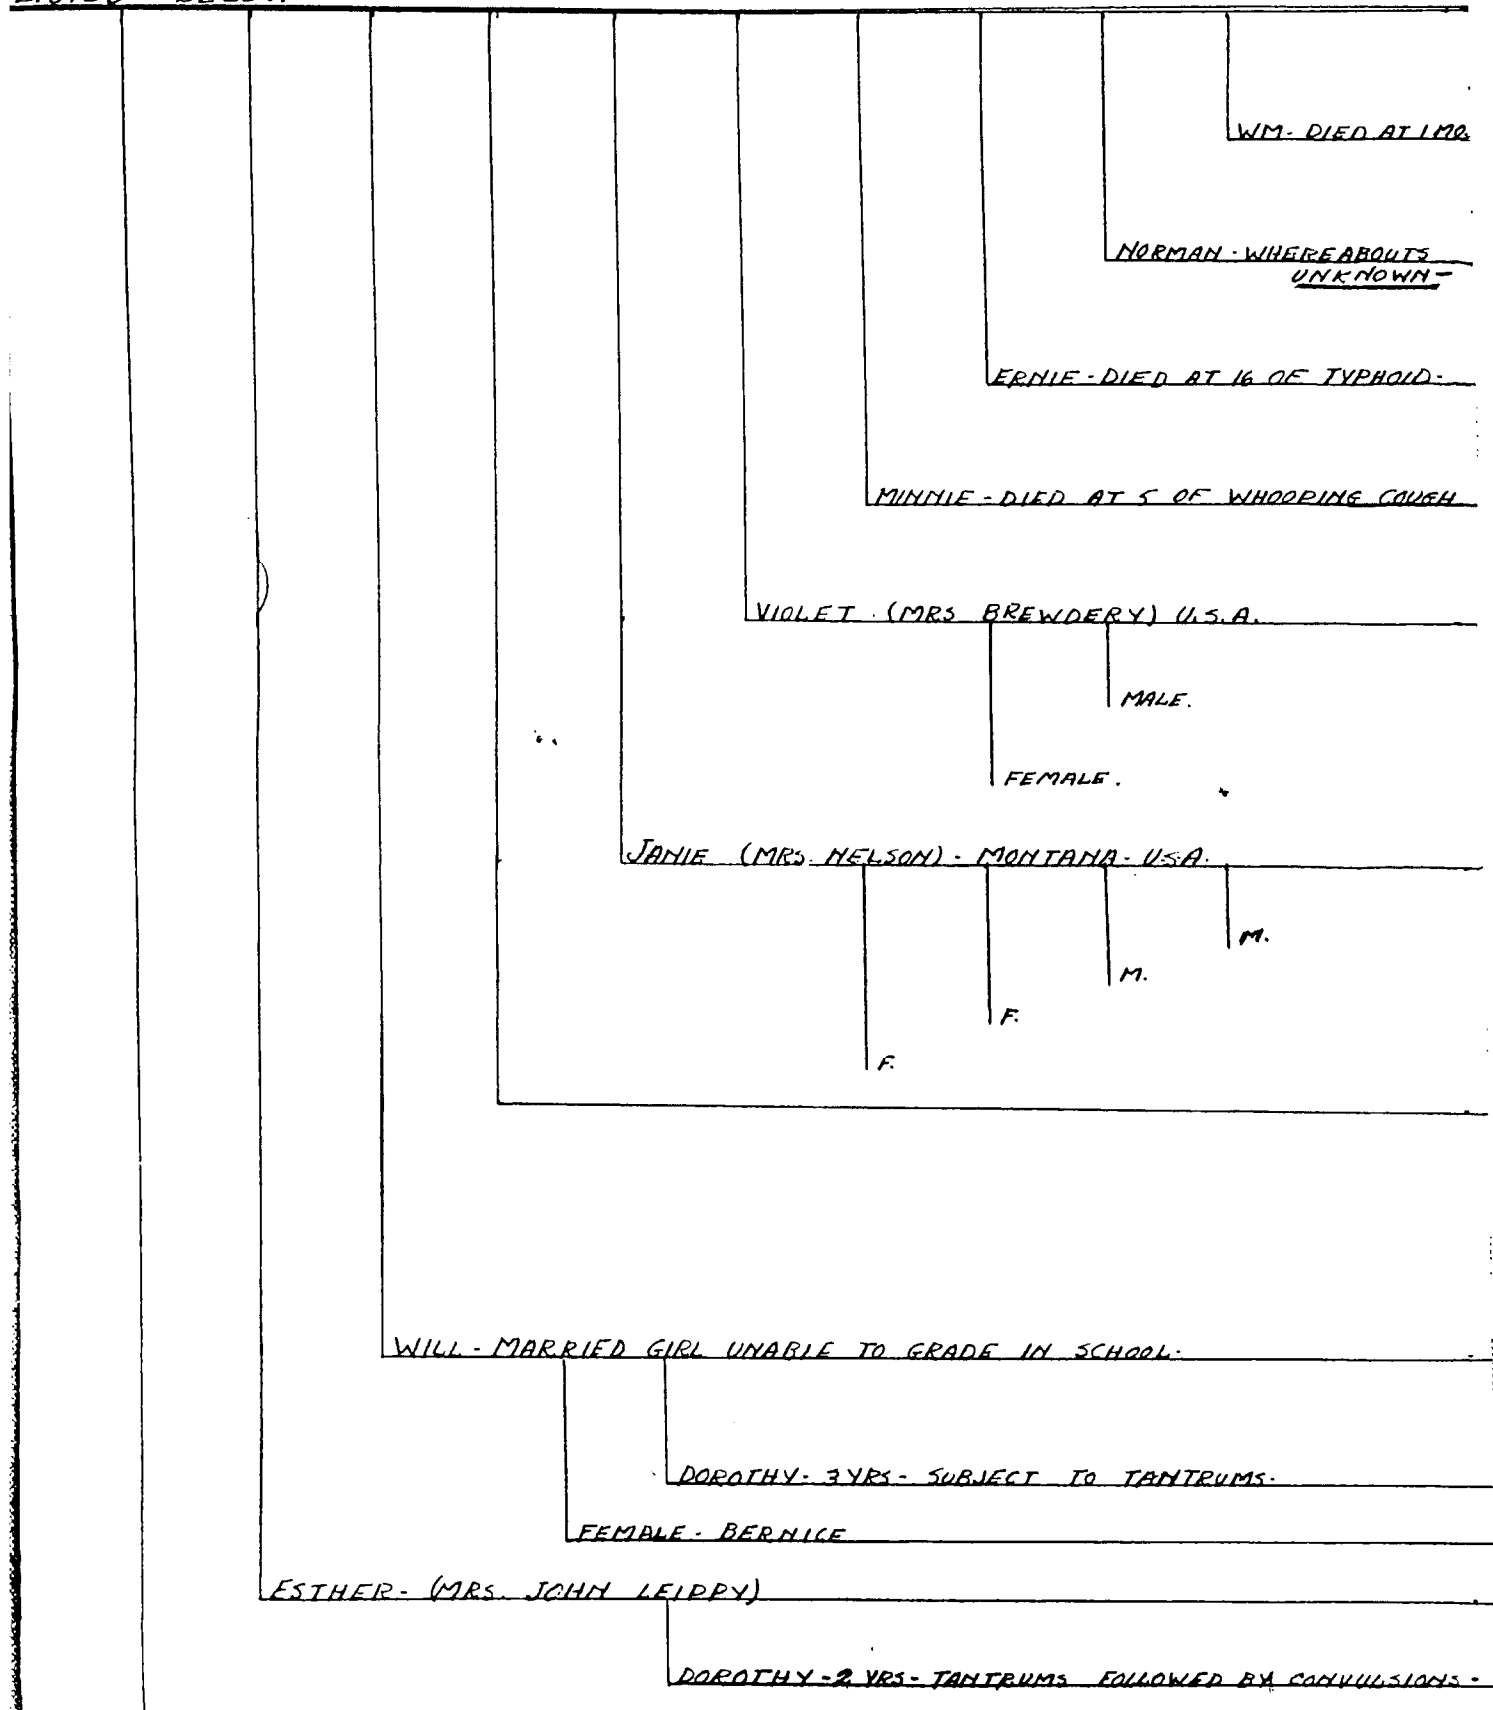 WM- DIED AT 1 MO.
NORMAN - WHEREABOUTS
UNKNOWN-
ERNIE - DIED AT 16 OF TYPHOID-
MINNIE - DIED AT 5 OF WHOOPING COUGH
VIOLET. (MRS BREWDERY) U.S.A.
MALE.
FEMALE.
JANIE (MRS. NELSON) - MONTANA - U.S.A.
M.
M.
F.
F.
WILL - MARRIED GIRL UNABLE TO GRADE IN SCHOOL-
DOROTHY - 3 YRS - SUBJECT TO TANTRUMS.
FEMALE - BERNICE
ESTHER - (MRS. JOHN LEIPPY)
DOROTHY - 2 YRS - TANTRUMS FOLLOWED BY CONVULSIONS -